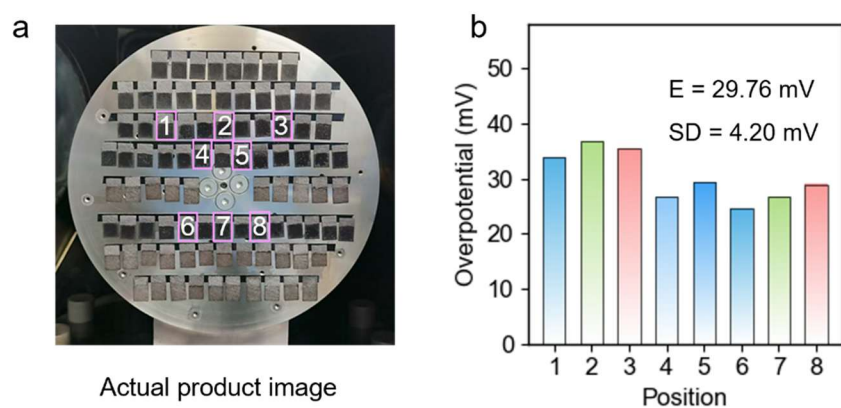 a
1 2 3
4 5
6 7 8
Actual product image
b
E = 29.76 mV
SD = 4.20 mV
Overpotential (mV)
50
40
30
20
10
0
1 2 3 4 5 6 7 8
Position